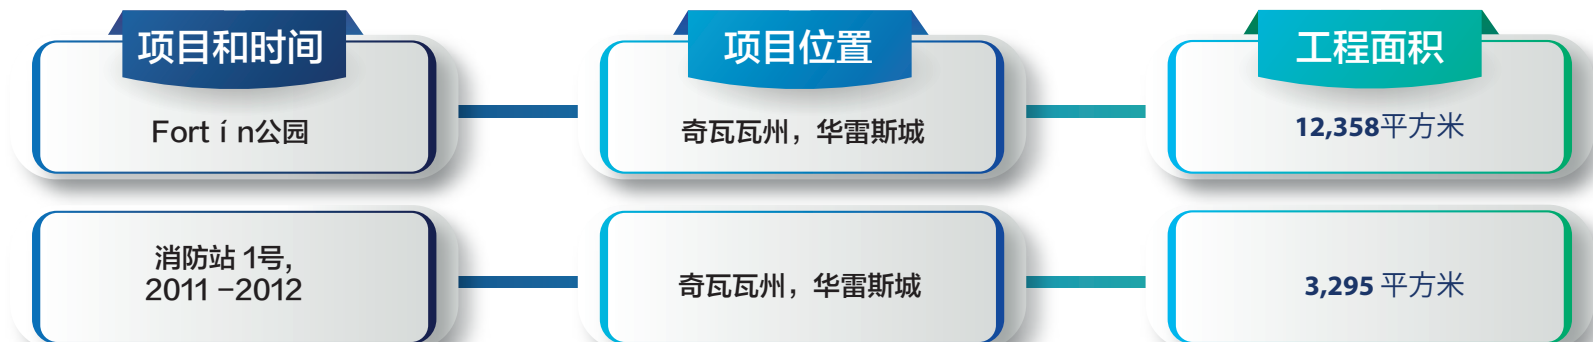 项目和时间
项目位置
工程面积
Fort í n公园
奇瓦瓦州，华雷斯城
12,358平方米
消防站 1号，
2011 –2012
奇瓦瓦州，华雷斯城
3,295 平方米